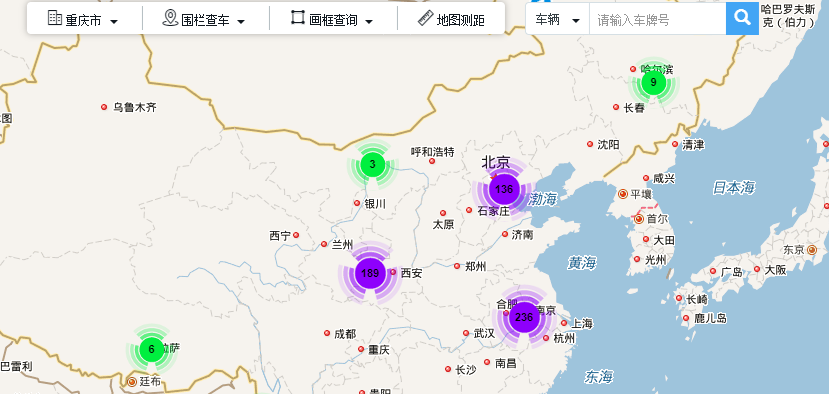 重庆市
围栏查车
画框查询
地图测距
车辆
请输入车牌号
哈巴罗夫斯
克（伯力）
哈尔滨
9
乌鲁木齐
长春
图
沈阳
清津
呼和浩特
北京
3
咸兴
136
日本海
平壤
银川
渤海
石家庄
首尔
太原
西宁
济南
大田
兰州
东京
郑州
黄海
光州
189
西安
广岛
大阪
合肥
长崎
236
南京
鹿儿岛
上海
成都
武汉
杭州
6
拉萨
重庆
南昌
巴雷利
长沙
廷布
东海
贵阳